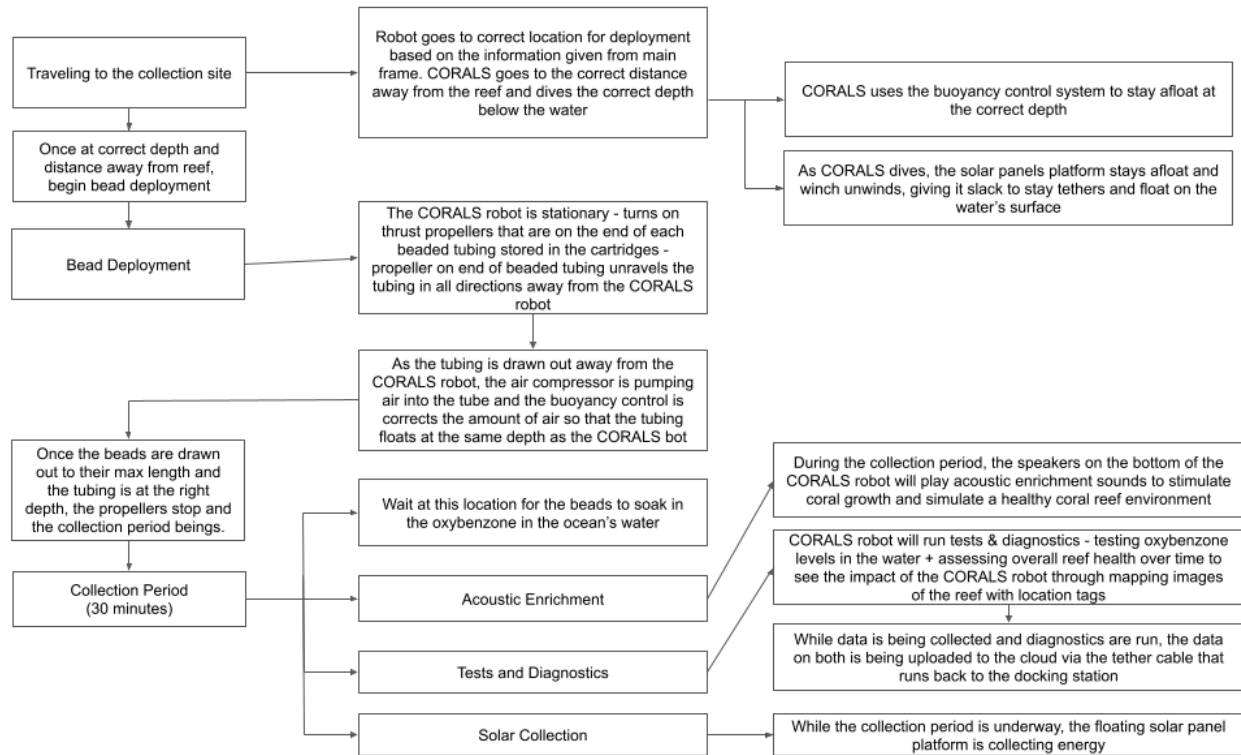 Traveling to the collection site
Robot goes to correct location for deployment
based on the information given from main
frame. CORALS goes to the correct distance
away from the reef and dives the correct depth
below the water
CORALS uses the buoyancy control system to stay afloat at
the correct depth
As CORALS dives, the solar panels platform stays afloat and
winch unwinds, giving it slack to stay tethers and float on the
water's surface
Once at correct depth and
distance away from reef,
begin bead deployment
Bead Deployment
The CORALS robot is stationary - turns on
thrust propellers that are on the end of each
beaded tubing stored in the cartridges -
propeller on end of beaded tubing unravels the
tubing in all directions away from the CORALS
robot
As the tubing is drawn out away from the
CORALS robot, the air compressor is pumping
air into the tube and the buoyancy control is
corrects the amount of air so that the tubing
floats at the same depth as the CORALS bot
Once the beads are drawn
out to their max length and
the tubing is at the right
depth, the propellers stop and
the collection period beings.
Collection Period
(30 minutes)
Wait at this location for the beads to soak in
the oxybenzone in the ocean's water
Acoustic Enrichment
During the collection period, the speakers on the bottom of the
CORALS robot will play acoustic enrichment sounds to stimulate
coral growth and simulate a healthy coral reef environment
Tests and Diagnostics
CORALS robot will run tests & diagnostics - testing oxybenzone
levels in the water + assessing overall reef health over time to
see the impact of the CORALS robot through mapping images
of the reef with location tags
While data is being collected and diagnostics are run, the data
on both is being uploaded to the cloud via the tether cable that
runs back to the docking station
Solar Collection
While the collection period is underway, the floating solar panel
platform is collecting energy